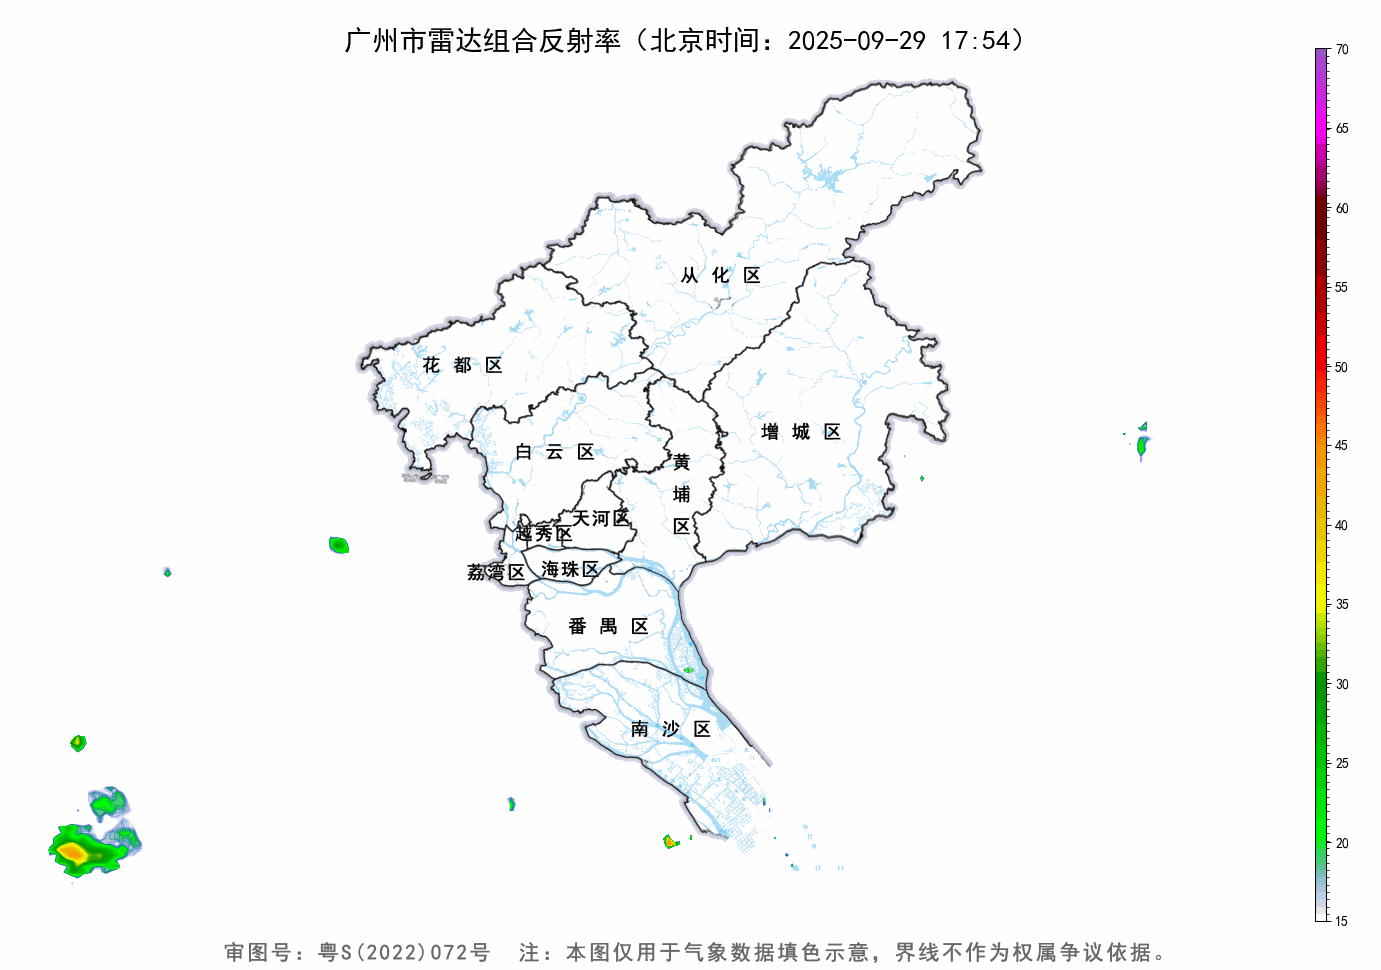 广州市雷达组合反射率（北京时间：2025-09-29 17:54）
70
65
60
55
50
45
40
35
30
25
20
15
从化区
花都区
增城区
白云区
黄埔区
天河区
越秀区
荔湾区
海珠区
番禺区
南沙区
审图号：粤S(2022)072号 注：本图仅用于气象数据填色示意，界线不作为权属争议依据。